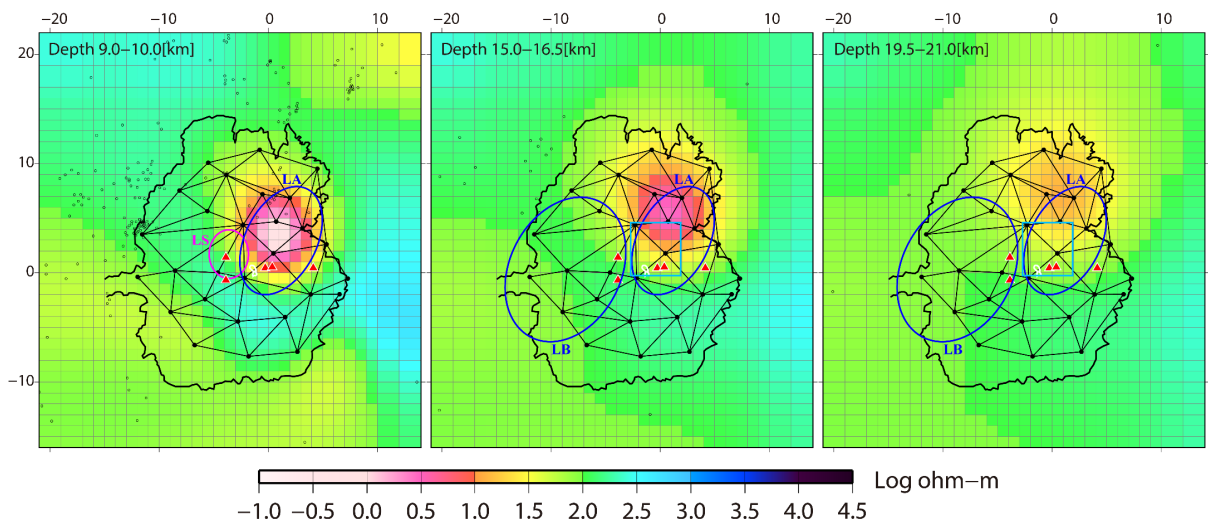 −20 −10 0 10 −20 −10 0 10 −20 −10 0 10
Depth 9.0−10.0[km] Depth 15.0−16.5[km] Depth 19.5−21.0[km]
20
10
LA LA LA
LS
0
LB LB
−10
Log ohm−m
−1.0 −0.5 0.0 0.5 1.0 1.5 2.0 2.5 3.0 3.5 4.0 4.5